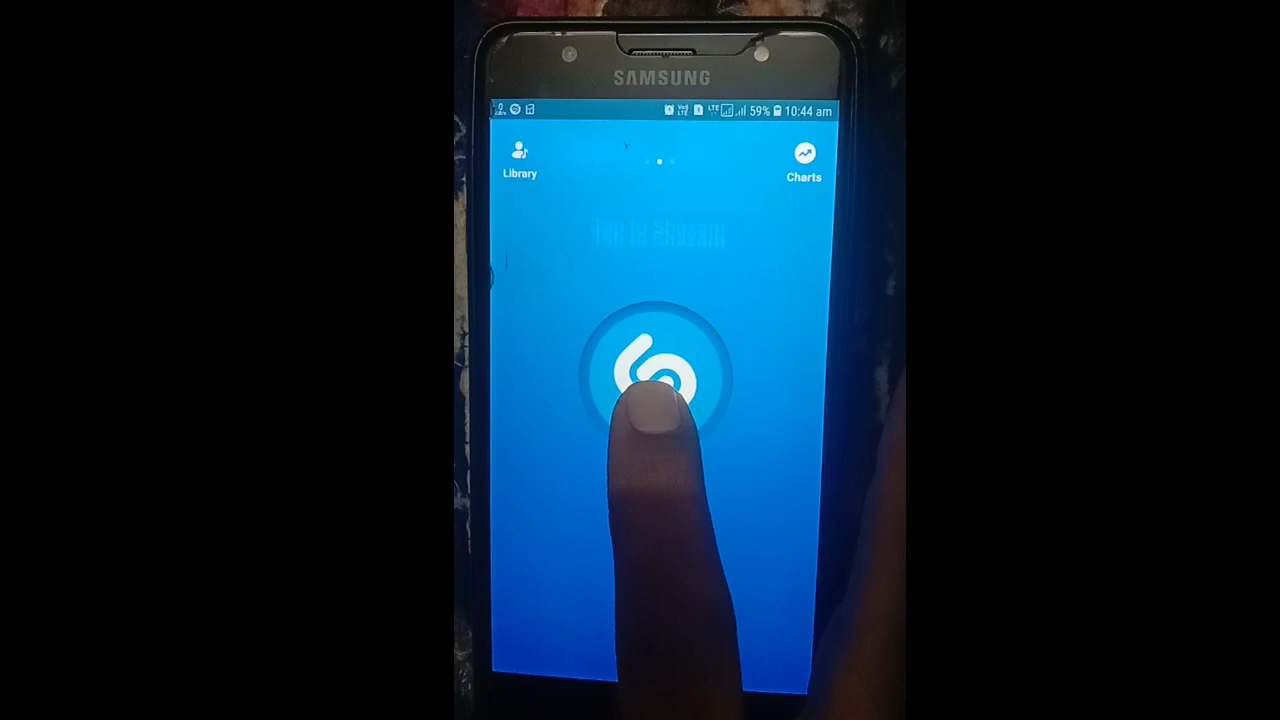 SAMSUNG
LTE 59% 10:44 am
Library
Charts
Tap to Shazam